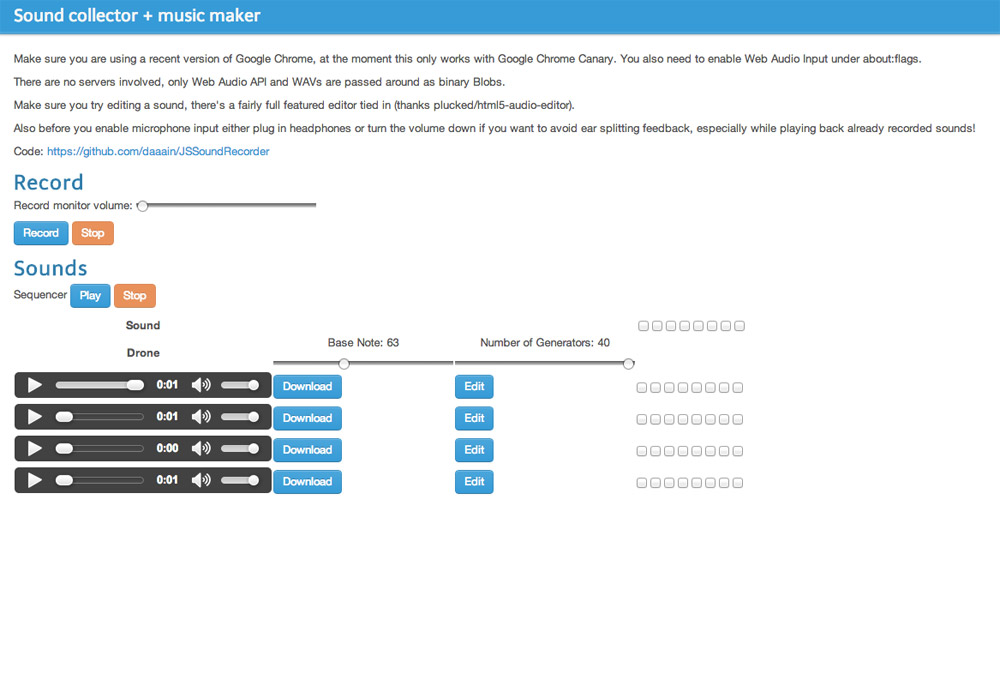 Sound collector + music maker
Make sure you are using a recent version of Google Chrome, at the moment this only works with Google Chrome Canary. You also need to enable Web Audio Input under about:flags.
There are no servers involved, only Web Audio API and WAVs are passed around as binary Blobs.
Make sure you try editing a sound, there's a fairly full featured editor tied in (thanks plucked/html5-audio-editor).
Also before you enable microphone input either plug in headphones or turn the volume down if you want to avoid ear splitting feedback, especially while playing back already recorded sounds!
Code: https://github.com/daaain/JSSoundRecorder
Record
Record monitor volume:
Record Stop
Sounds
Sequencer Play Stop
Sound
Base Note: 63 Number of Generators: 40
Drone
0:01 Download Edit
0:01 Download Edit
0:00 Download Edit
0:01 Download Edit